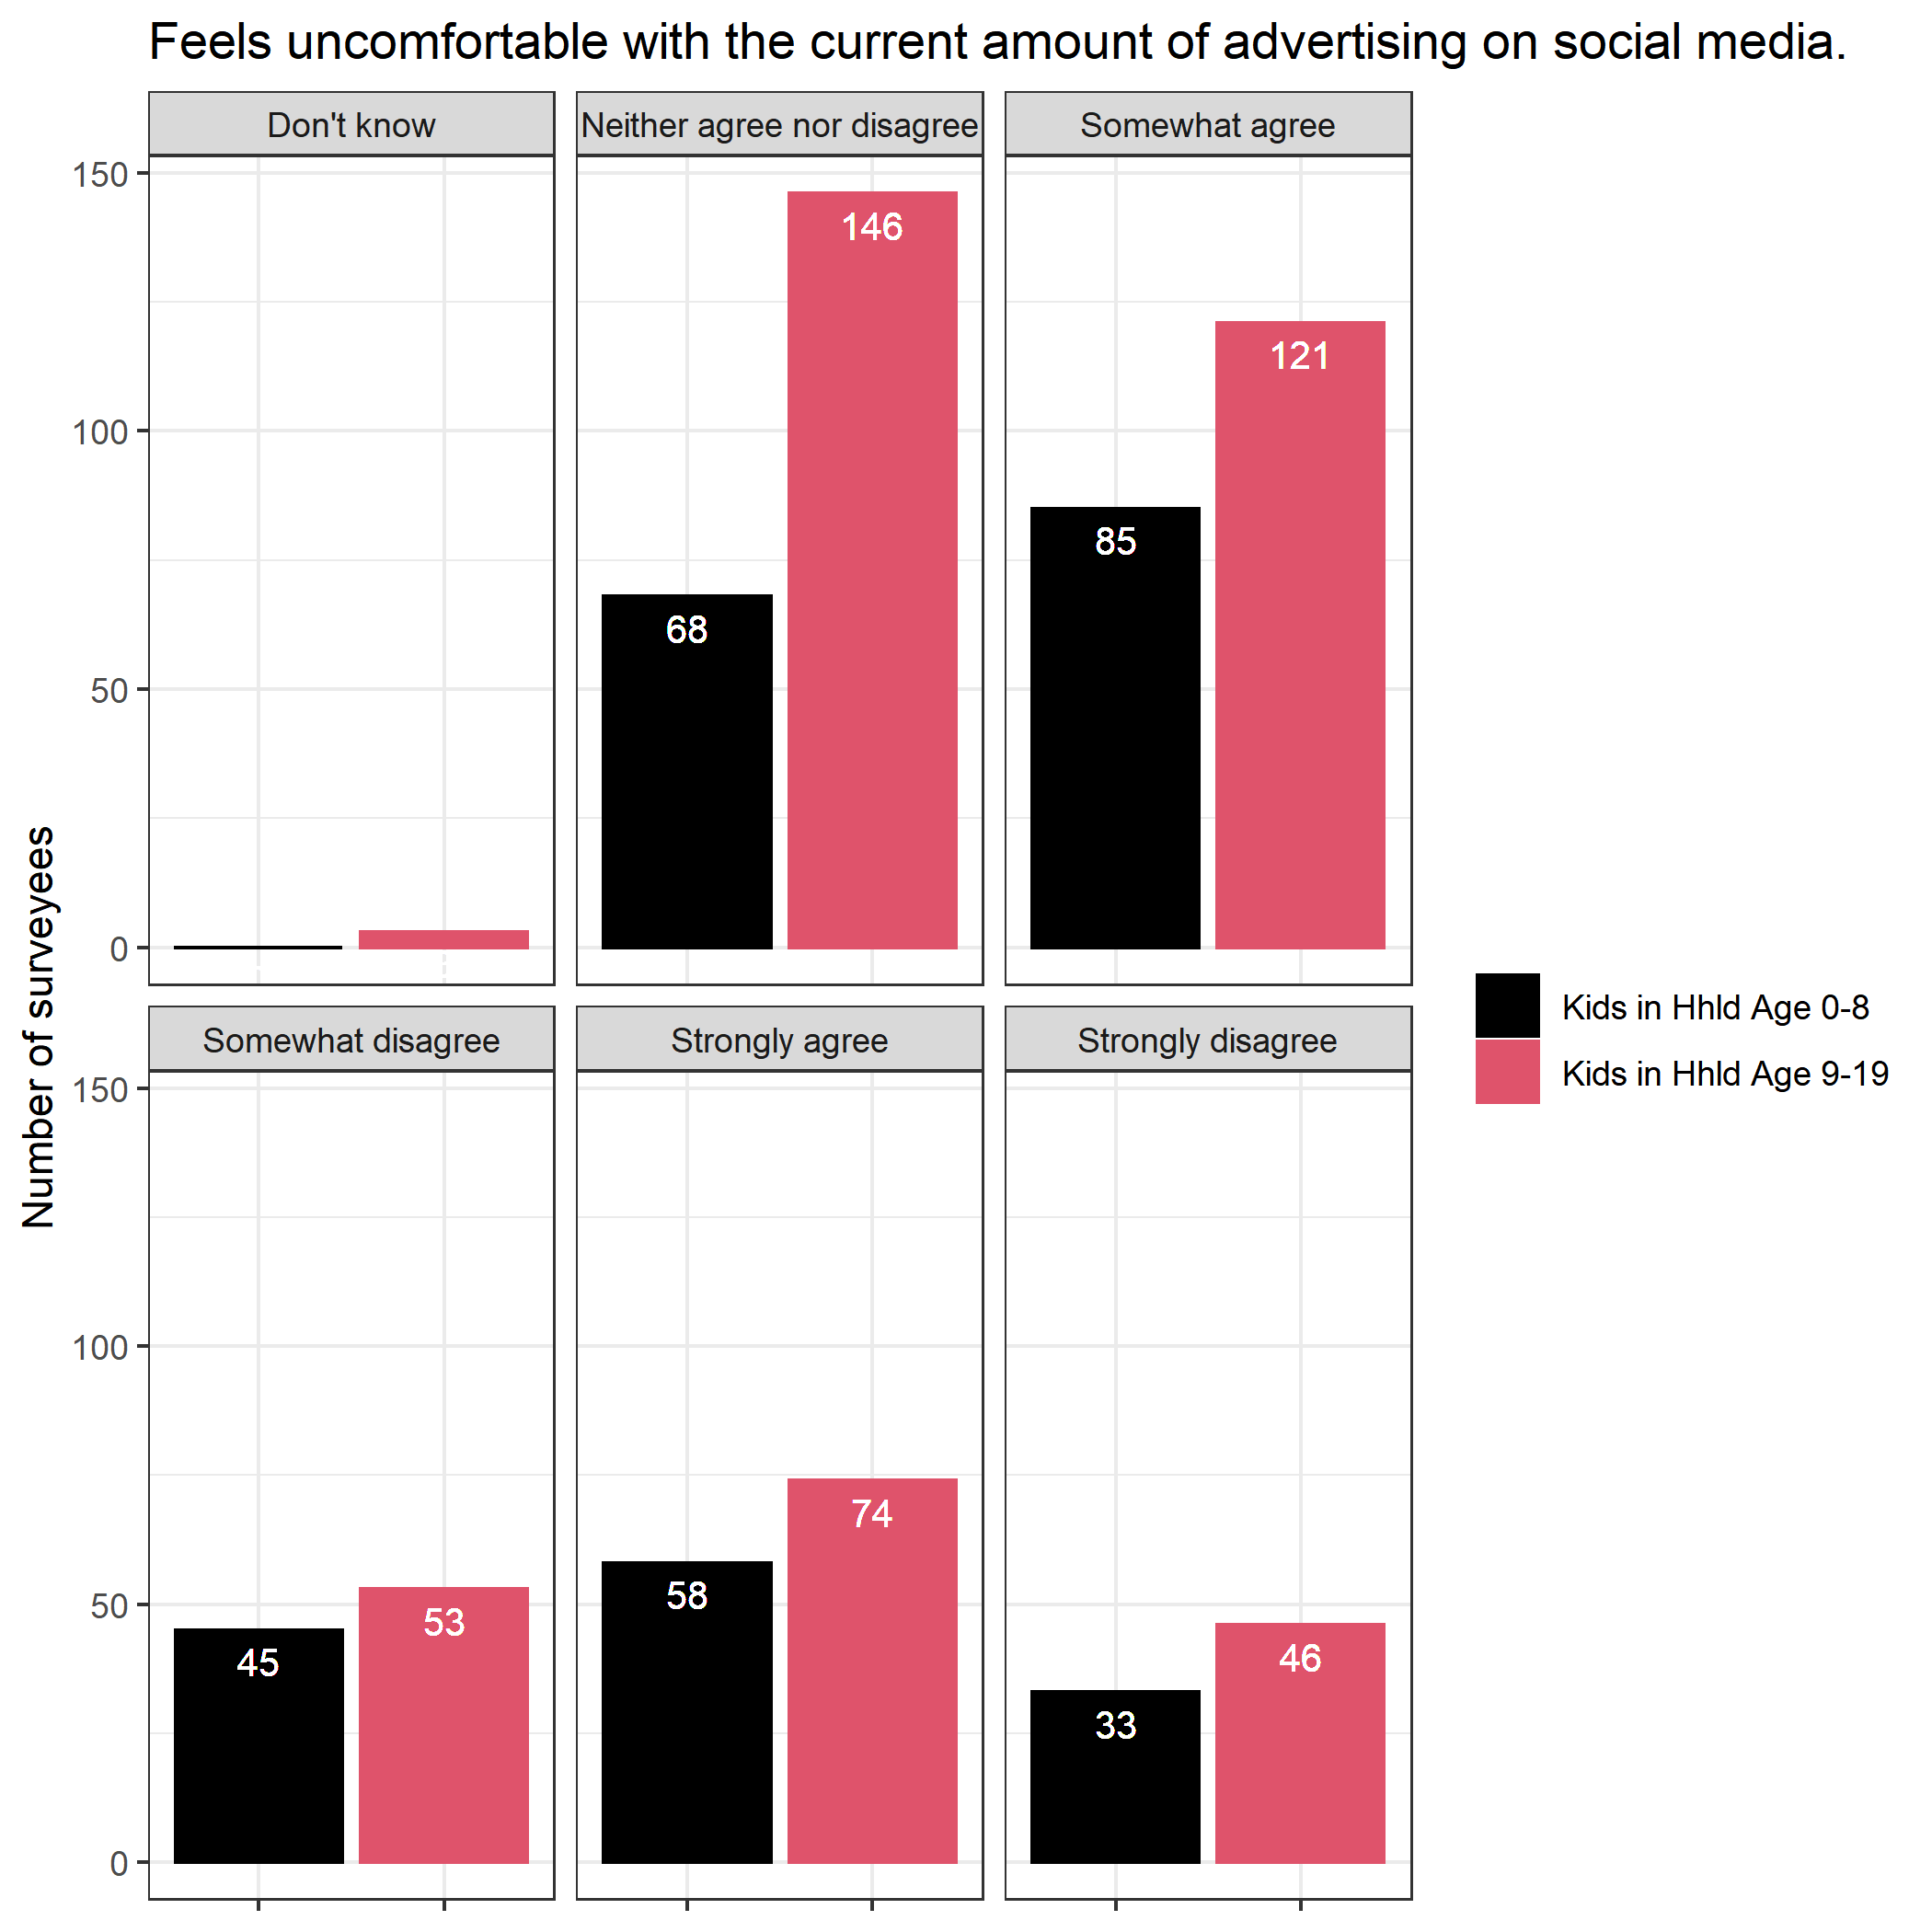 Feels uncomfortable with the current amount of advertising on social media.
Don't know
Neither agree nor disagree
Somewhat agree
150
100
50
0
146
68
121
85
Number of surveyees
Somewhat disagree
Strongly agree
Strongly disagree
150
100
50
0
45
53
58
74
33
46
Kids in Hhld Age 0-8
Kids in Hhld Age 9-19